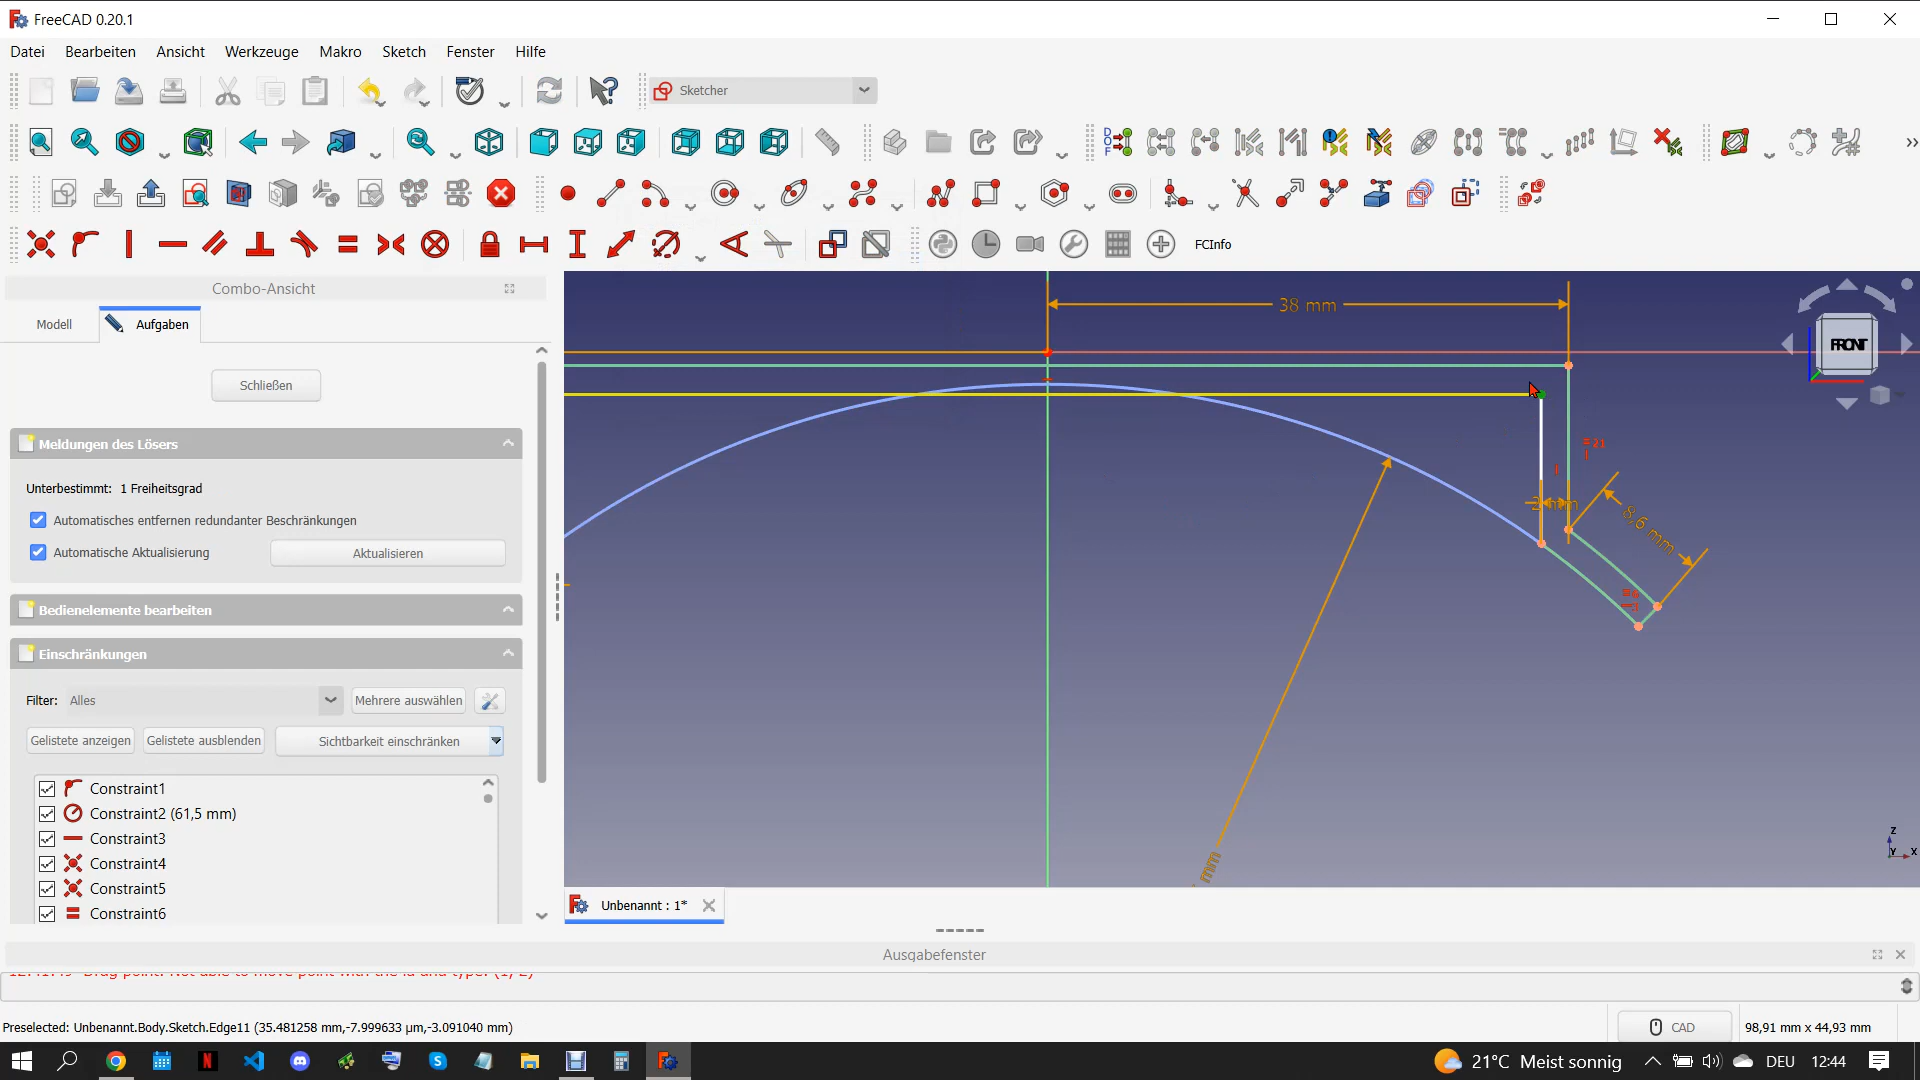 FreeCAD 0.20.1
Datei Bearbeiten Ansicht Werkzeuge Makro Sketch Fenster Hilfe
Sketcher
FCInfo
Combo-Ansicht
Modell Aufgaben
Schließen
Meldungen des Lösers
Unterbestimmt: 1 Freiheitsgrad
Automatisches entfernen redundanter Beschränkungen
Automatische Aktualisierung Aktualisieren
Bedienelemente bearbeiten
Einschränkungen
Filter: Alles Mehrere auswählen
Gelistete anzeigen Gelistete ausblenden Sichtbarkeit einschränken
Constraint1
Constraint2 (61,5 mm)
Constraint3
Constraint4
Constraint5
Constraint6
38 mm
FRONT
21
2 mm
8,6 mm
mm
Z
Y X
Unbenannt : 1*
Ausgabefenster
Preselected: Unbenannt.Body.Sketch.Edge11 (35.481258 mm,-7.999633 µm,-3.091040 mm)
CAD 98,91 mm x 44,93 mm
21°C Meist sonnig DEU 12:44